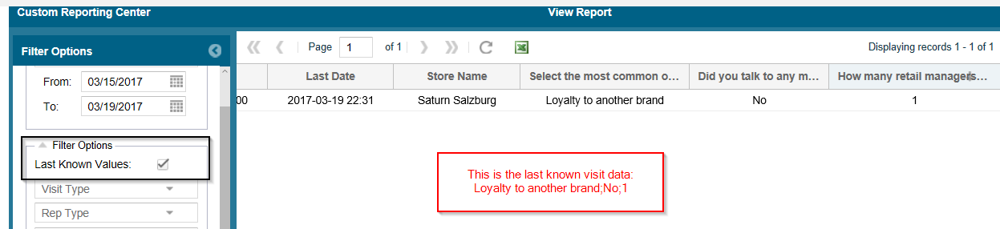 Custom Reporting Center View Report
Filter Options
Page 1 of 1 Displaying records 1 - 1 of 1
From: 03/15/2017
To: 03/19/2017
Last Date Store Name Select the most common o... Did you talk to any m... How many retail managers...
00 2017-03-19 22:31 Saturn Salzburg Loyalty to another brand No 1
Filter Options
Last Known Values:
Visit Type
Rep Type
This is the last known visit data:
Loyalty to another brand;No;1